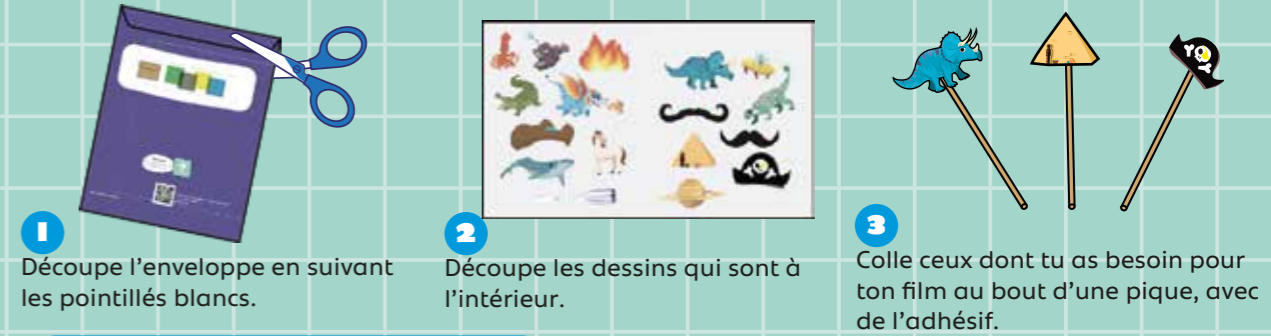 1
Découpe l'enveloppe en suivant
les pointillés blancs.
2
Découpe les dessins qui sont à
l'intérieur.
3
Colle ceux dont tu as besoin pour
ton film au bout d'une pique, avec
de l'adhésif.